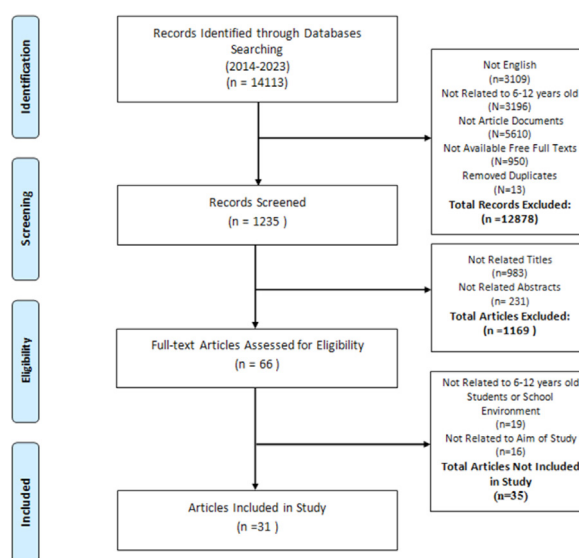 Identification
Records Identified through Databases
Searching
(2014-2023)
(n = 14113)
Not English
(n=3109)
Not Related to 6-12 years old
(N=3196)
Not Article Documents
(N=5610)
Not Available Free Full Texts
(N=950)
Removed Duplicates
(N=13)
Total Records Excluded:
(n =12878)
Screening
Records Screened
(n = 1235 )
Not Related Titles
(n=983)
Not Related Abstracts
(n= 231)
Total Articles Excluded:
(n =1169 )
Eligibility
Full-text Articles Assessed for Eligibility
(n = 66 )
Not Related to 6-12 years old
Students or School
Environment
(n=19)
Not Related to Aim of Study
(n=16)
Total Articles Not Included
in Study
(n=35)
Included
Articles Included in Study
(n =31 )